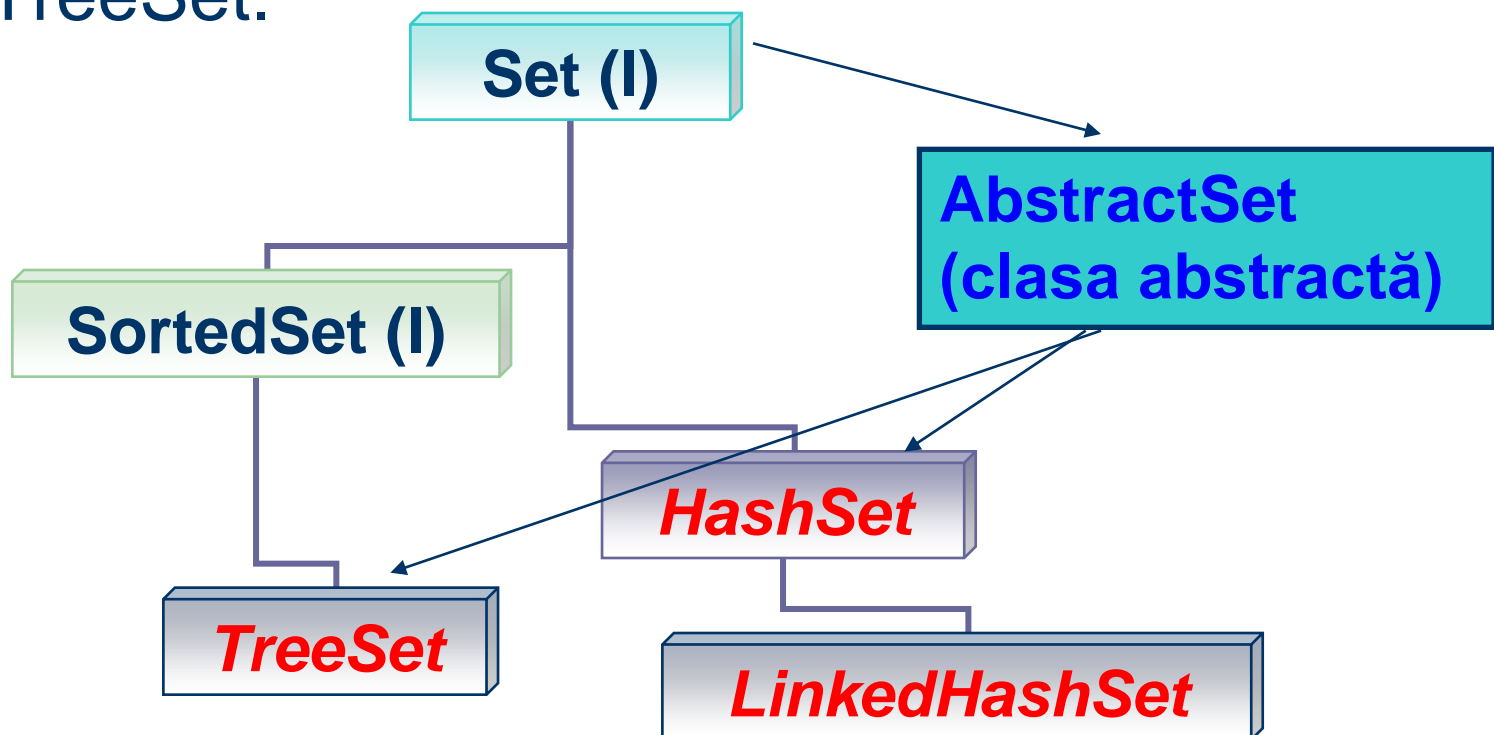 TreeSet.
Set (I)
AbstractSet
(clasa abstractă)
SortedSet (I)
HashSet
TreeSet
LinkedHashSet